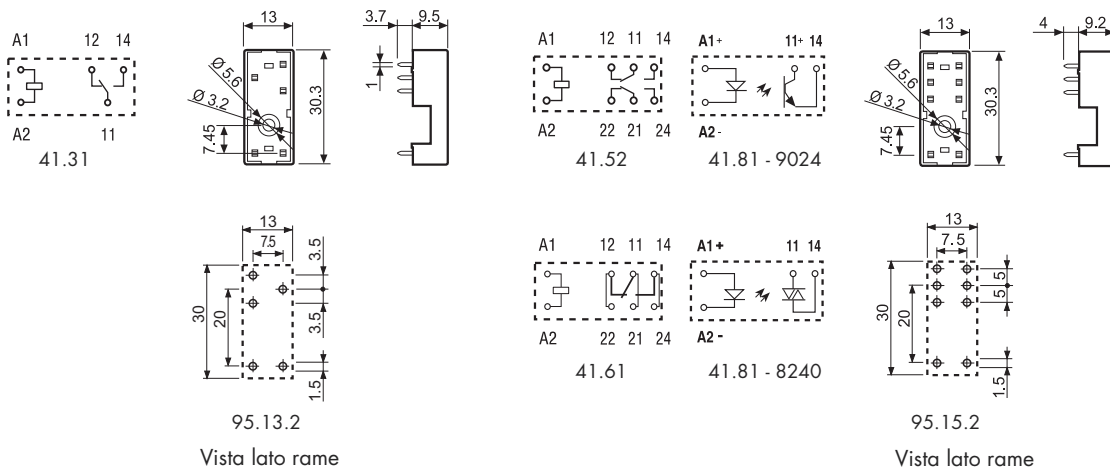 A1 12 14
A2 11
41.31
13
Ø 5.6
Ø 3.2
7.45
30.3
3.7 9.5
1
12 11 14
A1
A2 22 21 24
41.52
A1+ 11+ 14
A2-
41.81 - 9024
13
Ø 5.6
Ø 3.2
7.45
30.3
4 9.2
13
7.5
3.5
30
20
3.5
1.5
95.13.2
Vista lato rame
A1 12 11 14
A2 22 21 24
41.61
A1+ 11 14
A2-
41.81 - 8240
13
7.5
5
5
30
20
1.5
95.15.2
Vista lato rame